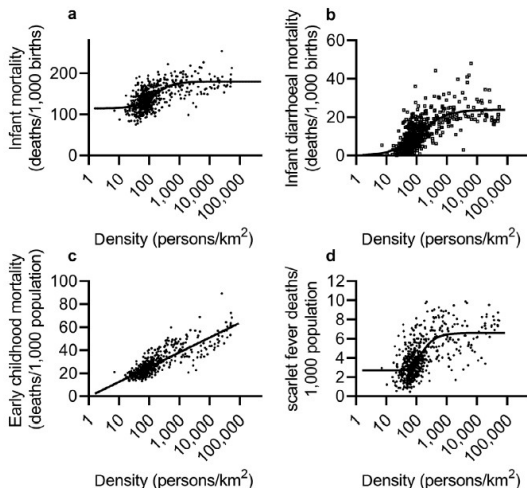 a
Infant mortality
(deaths/1,000 births)
200
100
0
1
10
100
1,000
10,000
100,000
Density (persons/km²)
b
Infant diarrhoeal mortality
(deaths/1,000 births)
60
40
20
0
1
10
100
1,000
10,000
100,000
Density (persons/km²)
c
Early childhood mortality
(deaths/1,000 population)
100
80
60
40
20
0
1
10
100
1,000
10,000
100,000
Density (persons/km²)
d
scarlet fever deaths/
1,000 population
12
10
8
6
4
2
0
1
10
100
1,000
10,000
100,000
Density (persons/km²)